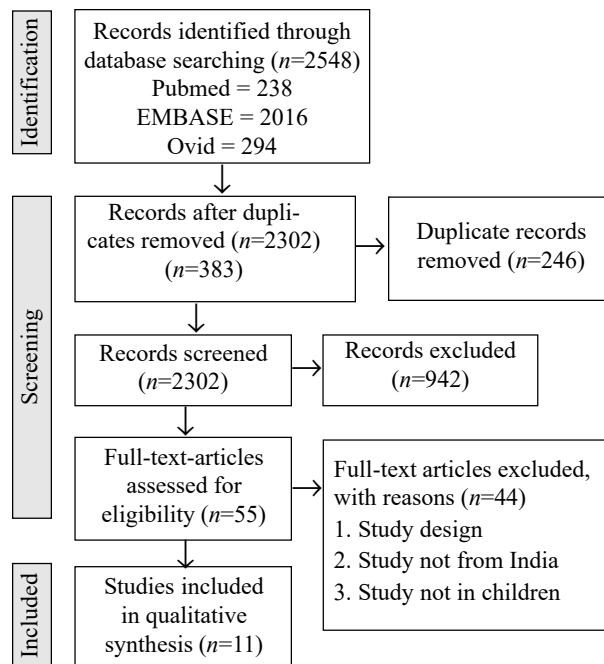 Identification
Records identified through
database searching (n=2548)
Pubmed = 238
EMBASE = 2016
Ovid = 294
Screening
Records after dupli-
cates removed (n=2302)
(n=383)
Duplicate records
removed (n=246)
Records screened
(n=2302)
Records excluded
(n=942)
Full-text-articles
assessed for
eligibility (n=55)
Full-text articles excluded,
with reasons (n=44)
1. Study design
2. Study not from India
3. Study not in children
Included
Studies included
in qualitative
synthesis (n=11)